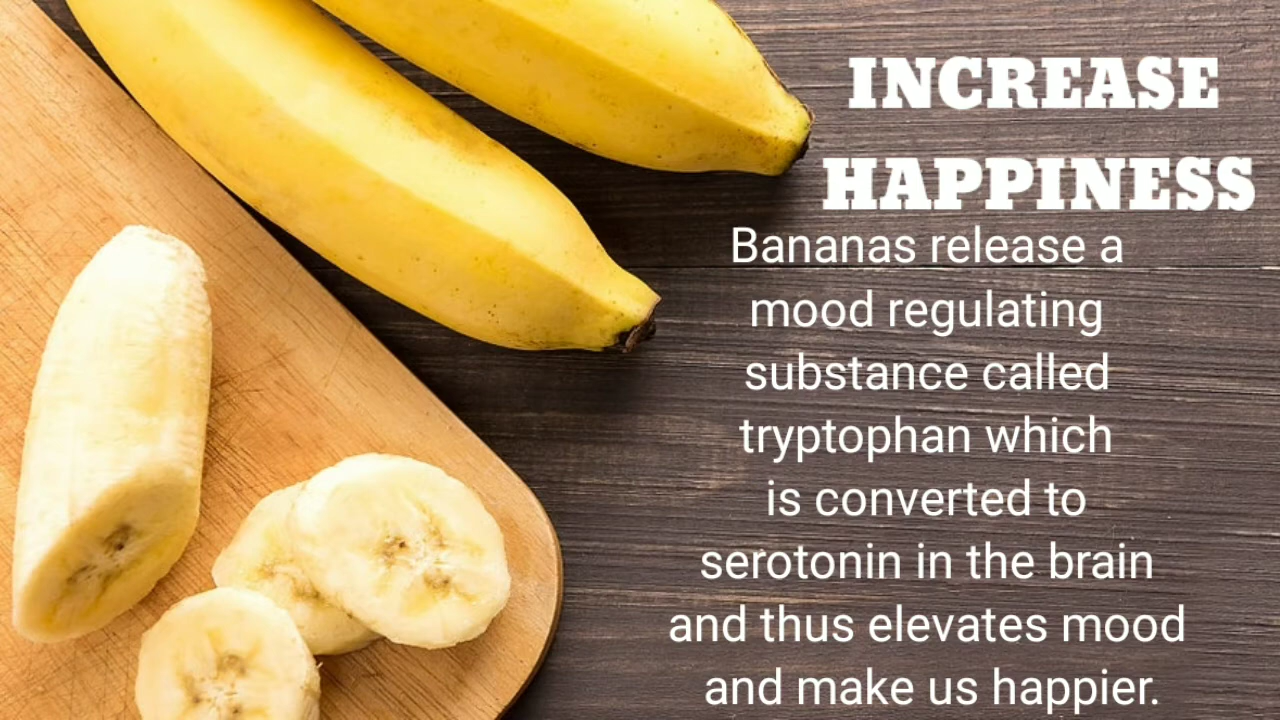 INCREASE
HAPPINESS
Bananas release a
mood regulating
substance called
tryptophan which
is converted to
serotonin in the brain
and thus elevates mood
and make us happier.